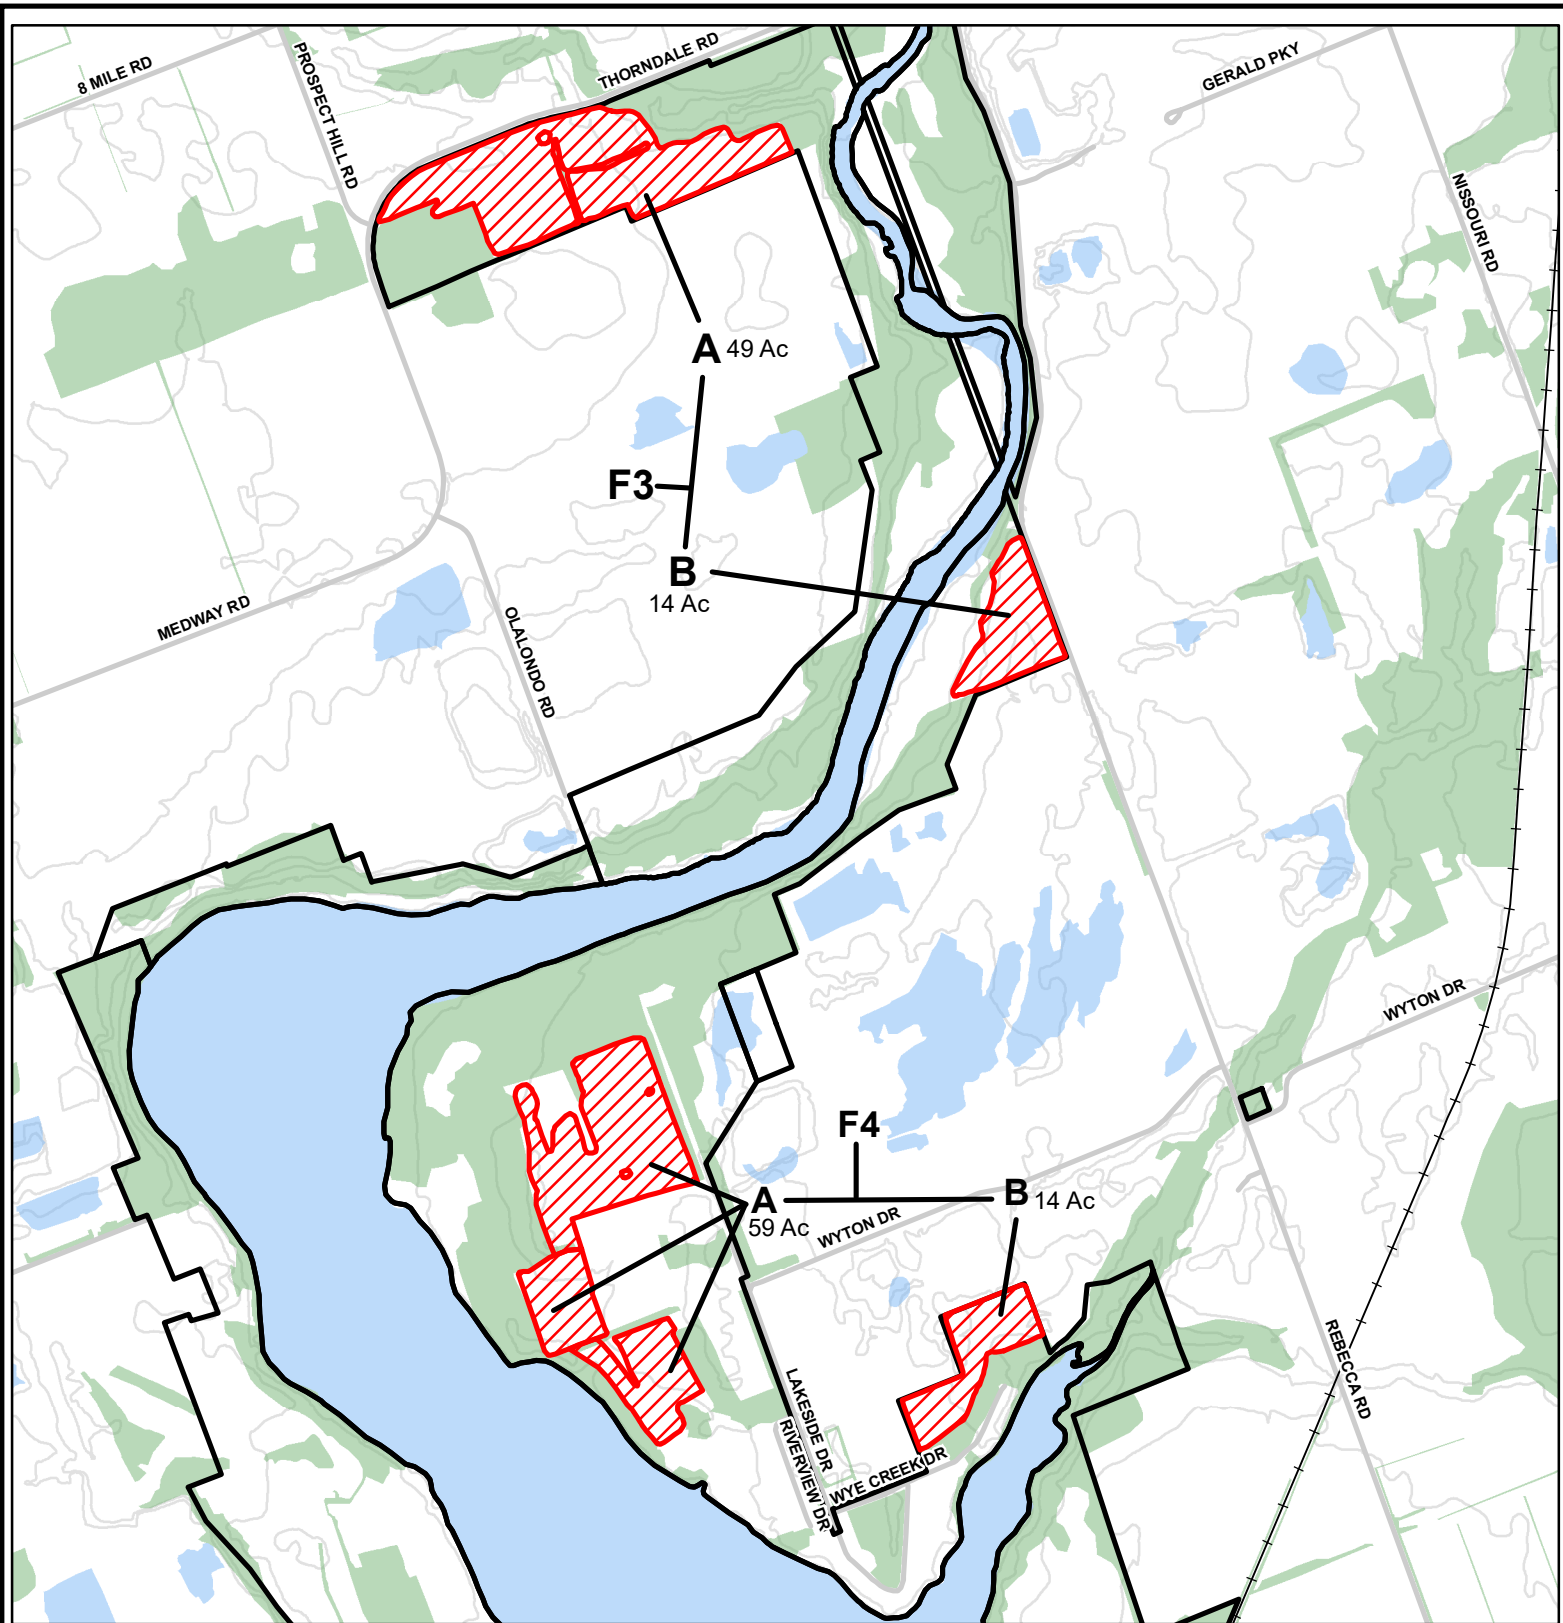 8 MILE RD
PROSPECT HILL RD
THORNDALE RD
GERALD PKY
NISSOURI RD
A 49 Ac
F3
B
14 Ac
MEDWAY RD
OLALONDO RD
WYTON DR
F4
A
59 Ac
B 14 Ac
WYTON DR
REBECCA RD
LAKESIDE DR
RIVERVIEW DR
WYE CREEK DR